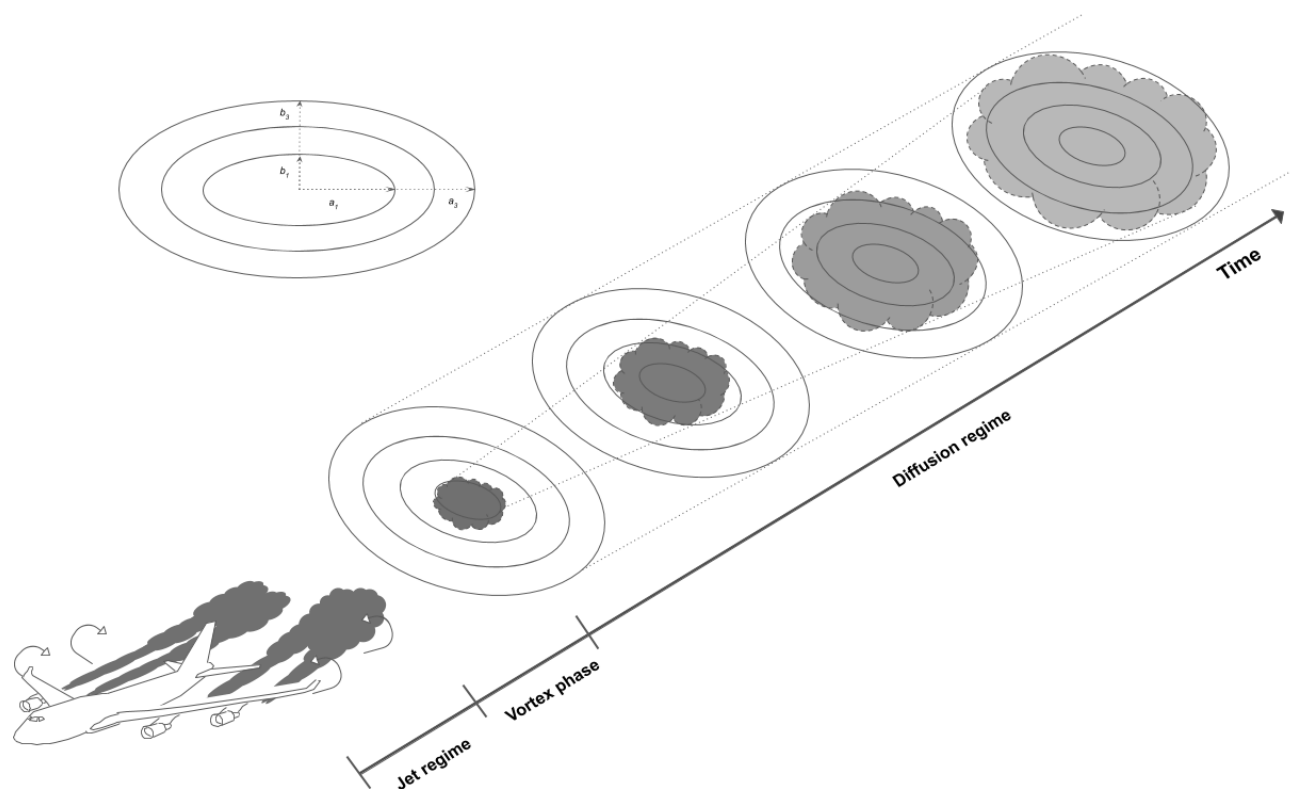 b3
b1
a1
a3
Time
Diffusion regime
Vortex phase
Jet regime